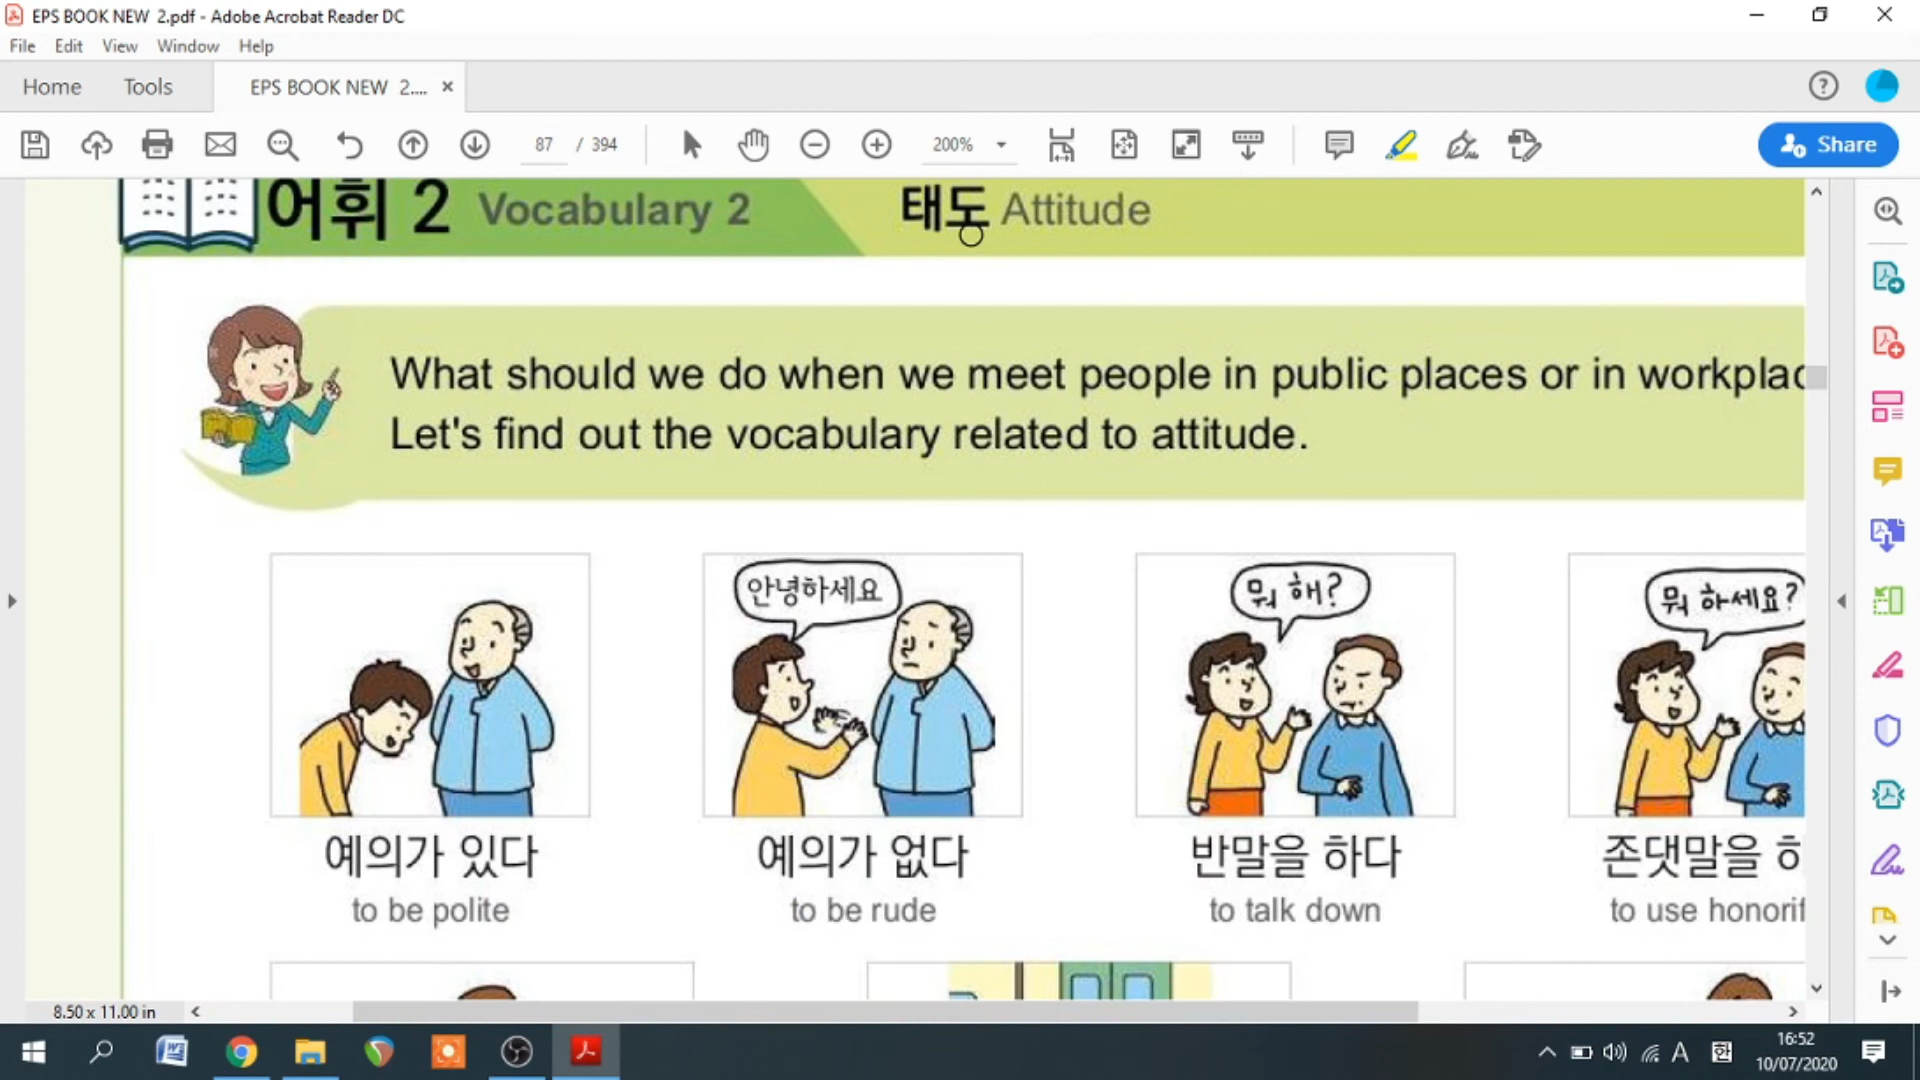 EPS BOOK NEW 2.pdf - Adobe Acrobat Reader DC
File Edit View Window Help
Home Tools EPS BOOK NEW 2....
87 / 394 200% Share
어휘 2 Vocabulary 2 태도 Attitude
What should we do when we meet people in public places or in workplac
Let's find out the vocabulary related to attitude.
안녕하세요 뭐 해? 뭐 하세요?
예의가 있다 예의가 없다 반말을 하다 존댓말을 하
to be polite to be rude to talk down to use honorif
8.50 x 11.00 in
A 한 16:52
10/07/2020